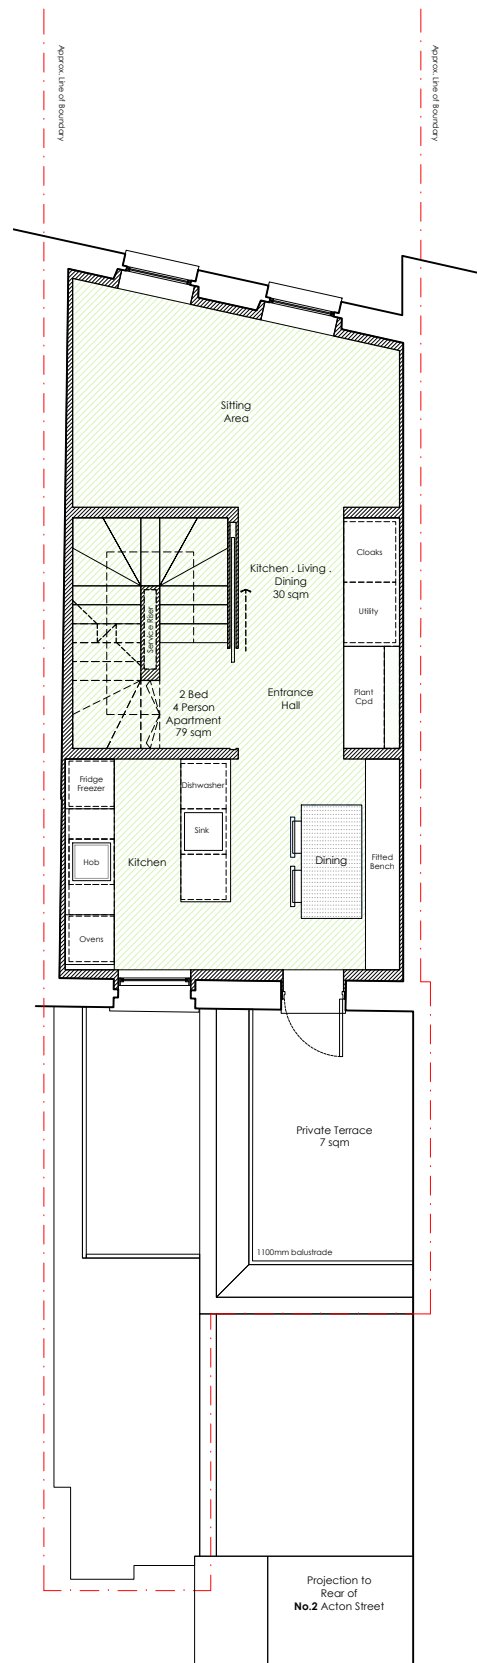 Approx. Line of Boundary
Approx. Line of Boundary
Sitting
Area
Cloaks
Kitchen . Living .
Dining
30 sqm
Utility
Service Riser
2 Bed
4 Person
Apartment
79 sqm
Entrance
Hall
Plant
Cpd
Fridge
Freezer
Dishwasher
Sink
Hob
Kitchen
Dining
Fitted
Bench
Ovens
Private Terrace
7 sqm
1100mm balustrade
Projection to
Rear of
No.2 Acton Street